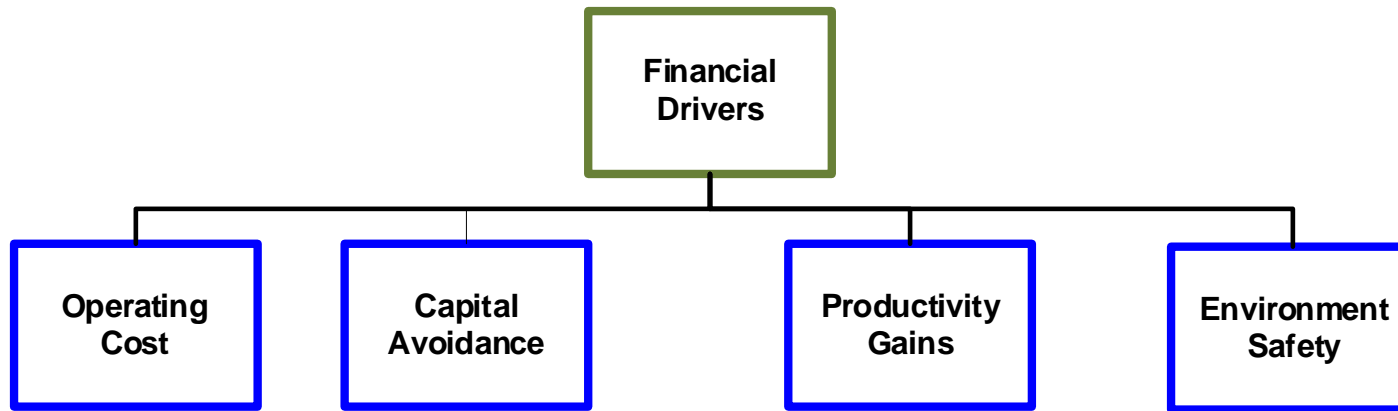 Financial
Drivers
Operating
Cost
Capital
Avoidance
Productivity
Gains
Environment
Safety